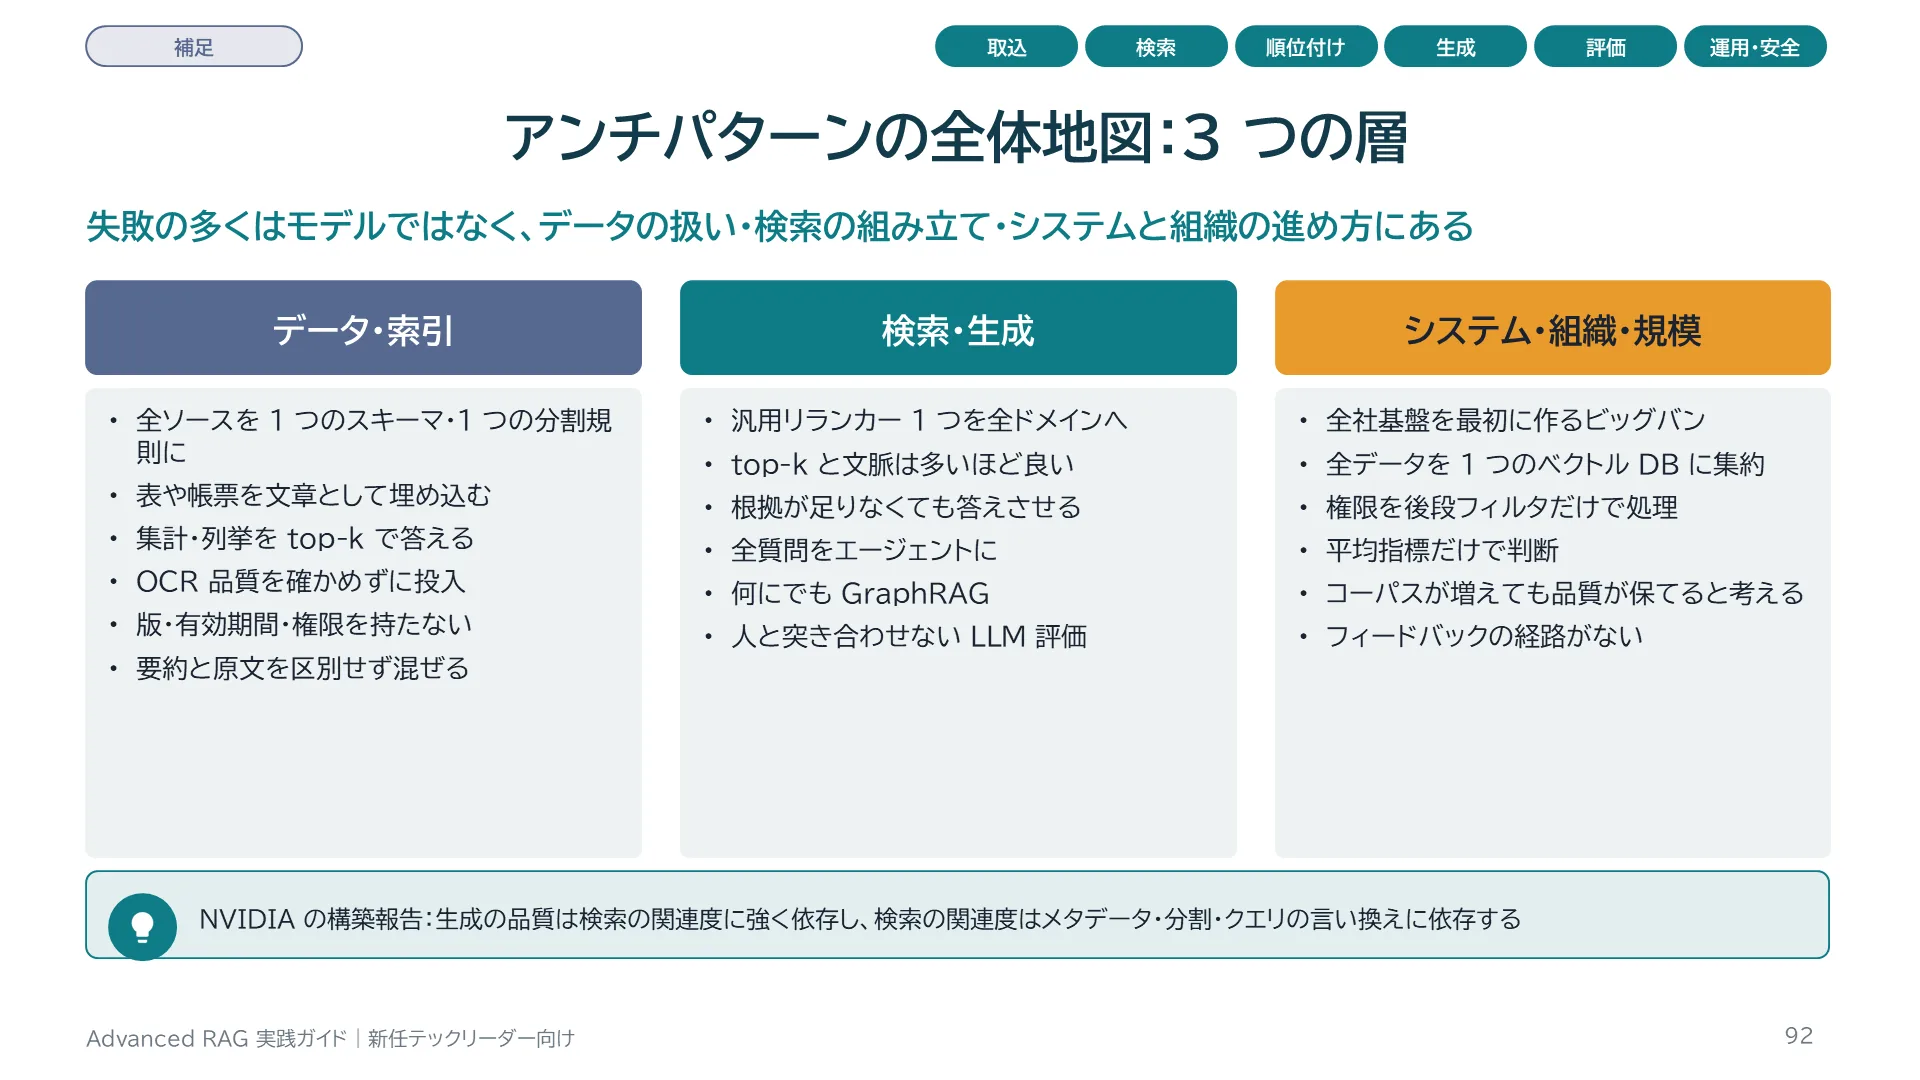 補足
取込
検索
順位付け
生成
評価
運用・安全
アンチパターンの全体地図：3 つの層
失敗の多くはモデルではなく、データの扱い・検索の組み立て・システムと組織の進め方にある
データ・索引
・ 全ソースを 1 つのスキーマ・1 つの分割規
則に
・ 表や帳票を文章として埋め込む
・ 集計・列挙を top-k で答える
・ OCR 品質を確かめずに投入
・ 版・有効期間・権限を持たない
・ 要約と原文を区別せず混ぜる
検索・生成
・ 汎用リランカー 1 つを全ドメインへ
・ top-k と文脈は多いほど良い
・ 根拠が足りなくても答えさせる
・ 全質問をエージェントに
・ 何にでも GraphRAG
・ 人と突き合わせない LLM 評価
システム・組織・規模
・ 全社基盤を最初に作るビッグバン
・ 全データを 1 つのベクトル DB に集約
・ 権限を後段フィルタだけで処理
・ 平均指標だけで判断
・ コーパスが増えても品質が保てると考える
・ フィードバックの経路がない
NVIDIA の構築報告：生成の品質は検索の関連度に強く依存し、検索の関連度はメタデータ・分割・クエリの言い換えに依存する
Advanced RAG 実践ガイド｜新任テックリーダー向け
92